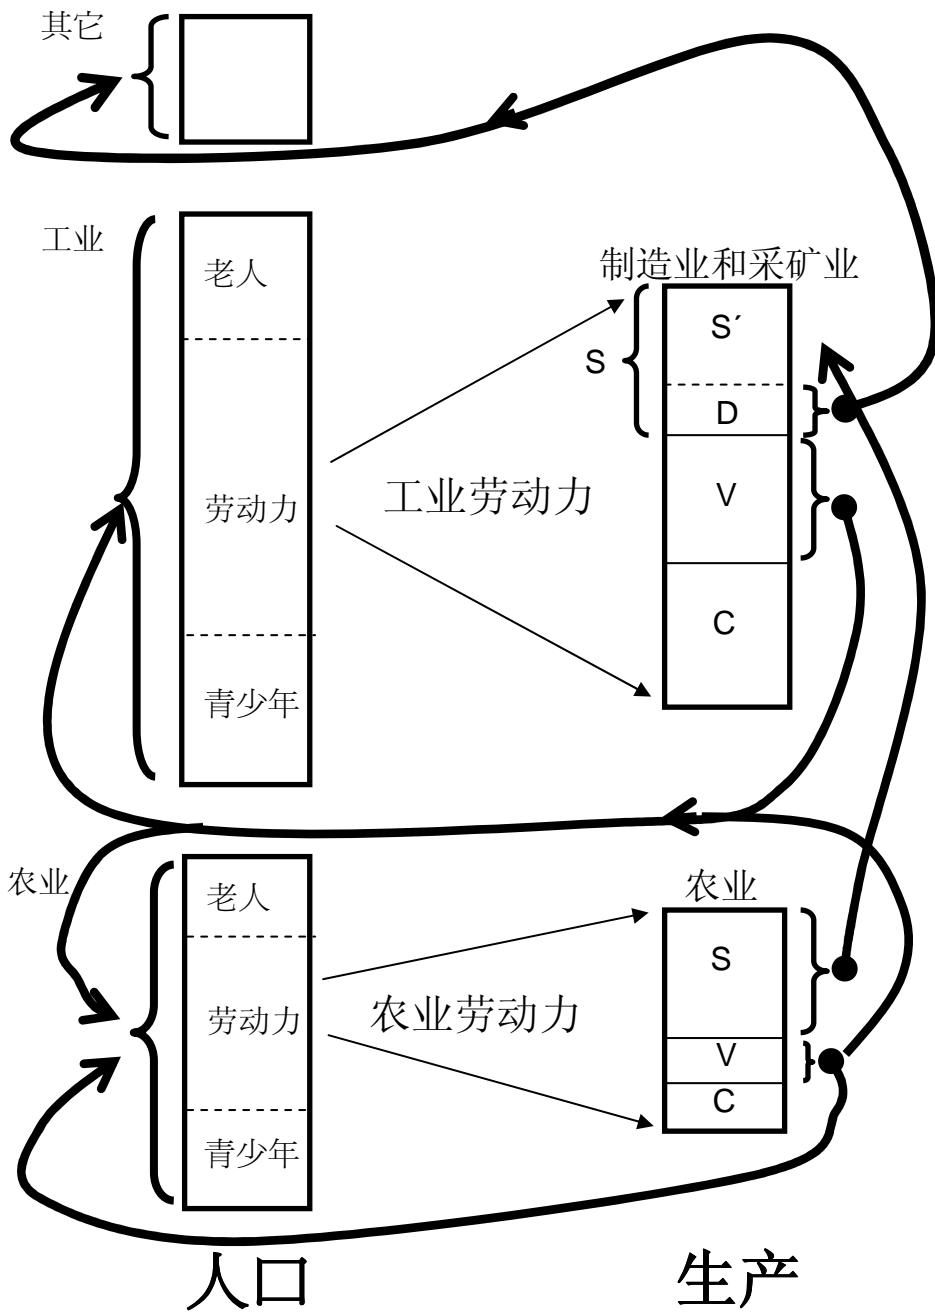 其它
工业
老人
劳动力
青少年
制造业和采矿业
S
S´
D
V
C
工业劳动力
农业
老人
劳动力
青少年
农业
S
V
C
农业劳动力
人口
生产